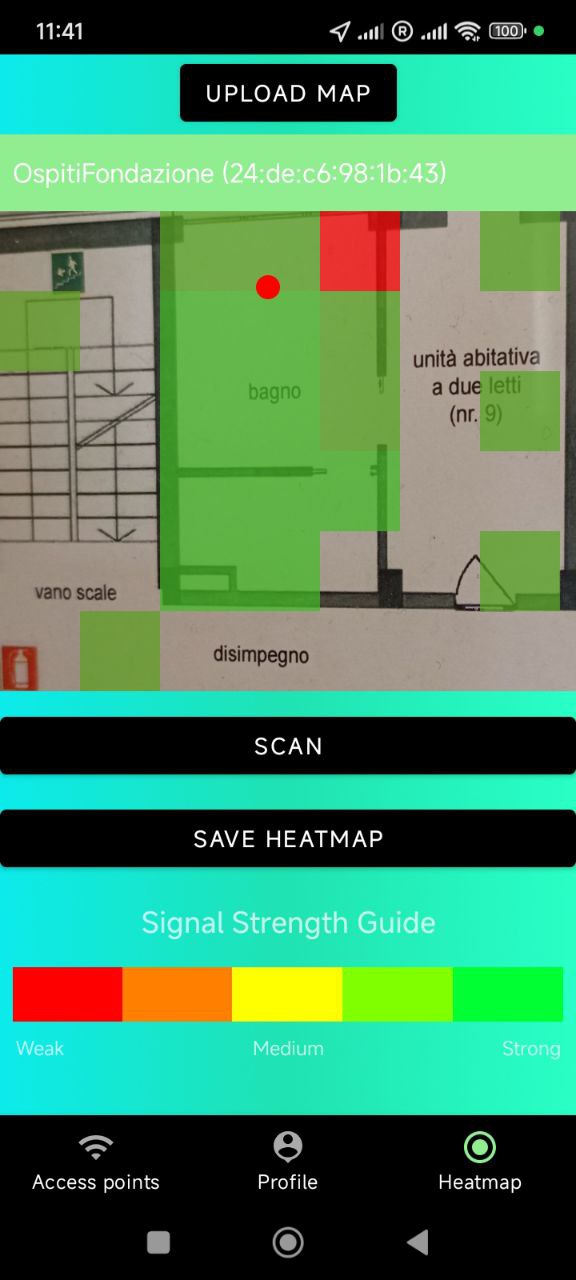 11:41
R
100
UPLOAD MAP
OspitiFondazione (24:de:c6:98:1b:43)
unità abitativa
a due letti
(nr. 9)
bagno
vano scale
disimpegno
SCAN
SAVE HEATMAP
Signal Strength Guide
Weak Medium Strong
Access points Profile Heatmap